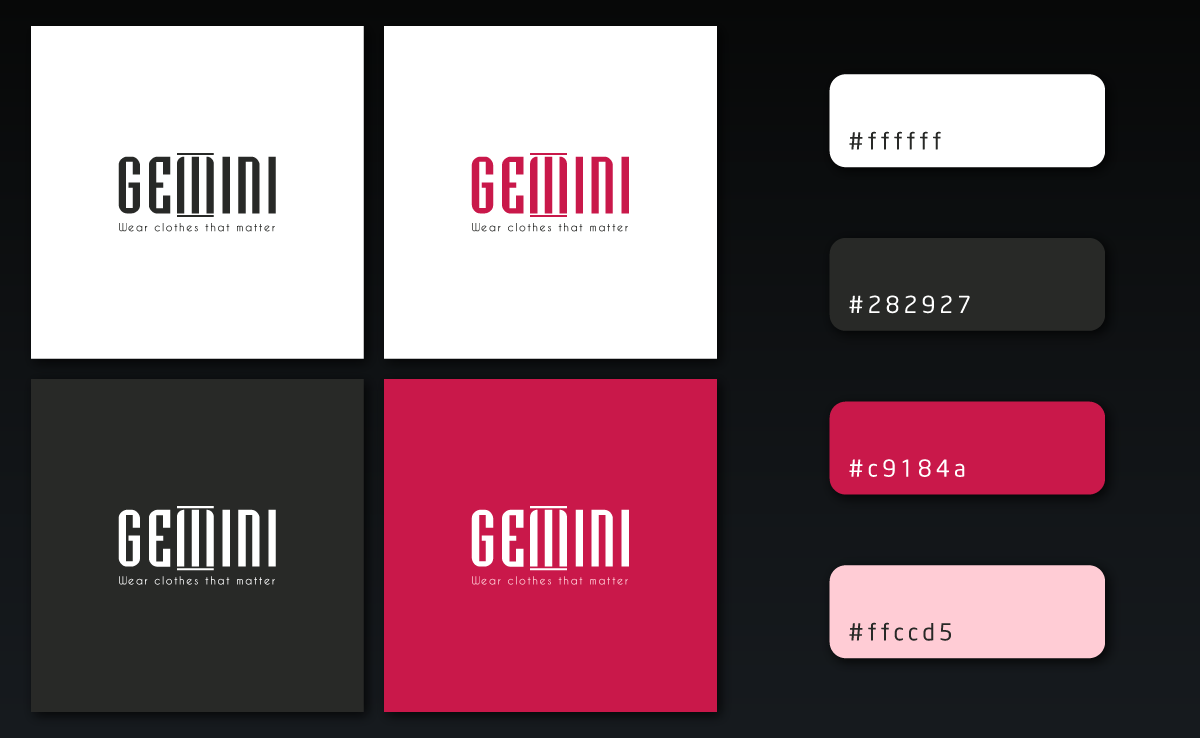 GEMINI
Wear clothes that matter
GEMINI
Wear clothes that matter
GEMINI
Wear clothes that matter
GEMINI
Wear clothes that matter
#ffffff
#282927
#c9184a
#ffccd5